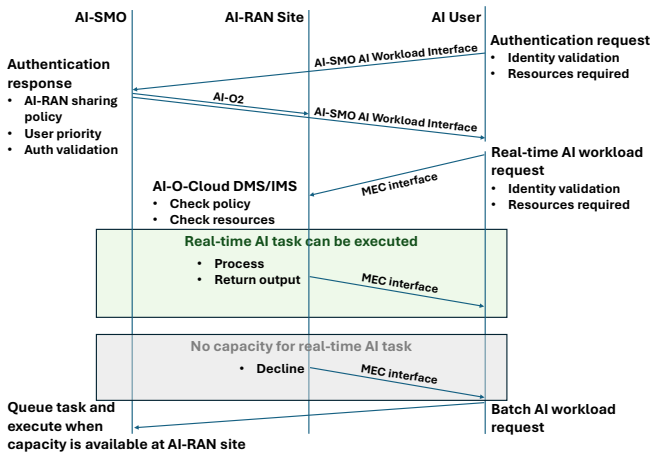 AI-SMO AI-RAN Site AI User
Authentication request
• Identity validation
• Resources required
AI-SMO AI Workload Interface
Authentication
response
• AI-RAN sharing
policy
• User priority
• Auth validation
AI-O2
AI-SMO AI Workload Interface
Real-time AI workload
request
• Identity validation
• Resources required
MEC interface
AI-O-Cloud DMS/IMS
• Check policy
• Check resources
Real-time AI task can be executed
• Process
• Return output
MEC interface
No capacity for real-time AI task
• Decline
MEC interface
Queue task and
execute when
capacity is available at AI-RAN site
Batch AI workload
request